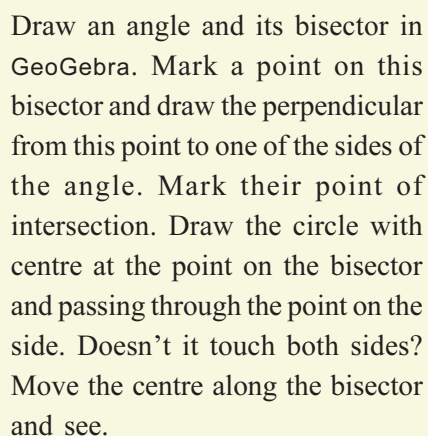 Draw an angle and its bisector in
GeoGebra. Mark a point on this
bisector and draw the perpendicular
from this point to one of the sides of
the angle. Mark their point of
intersection. Draw the circle with
centre at the point on the bisector
and passing through the point on the
side. Doesn't it touch both sides?
Move the centre along the bisector
and see.